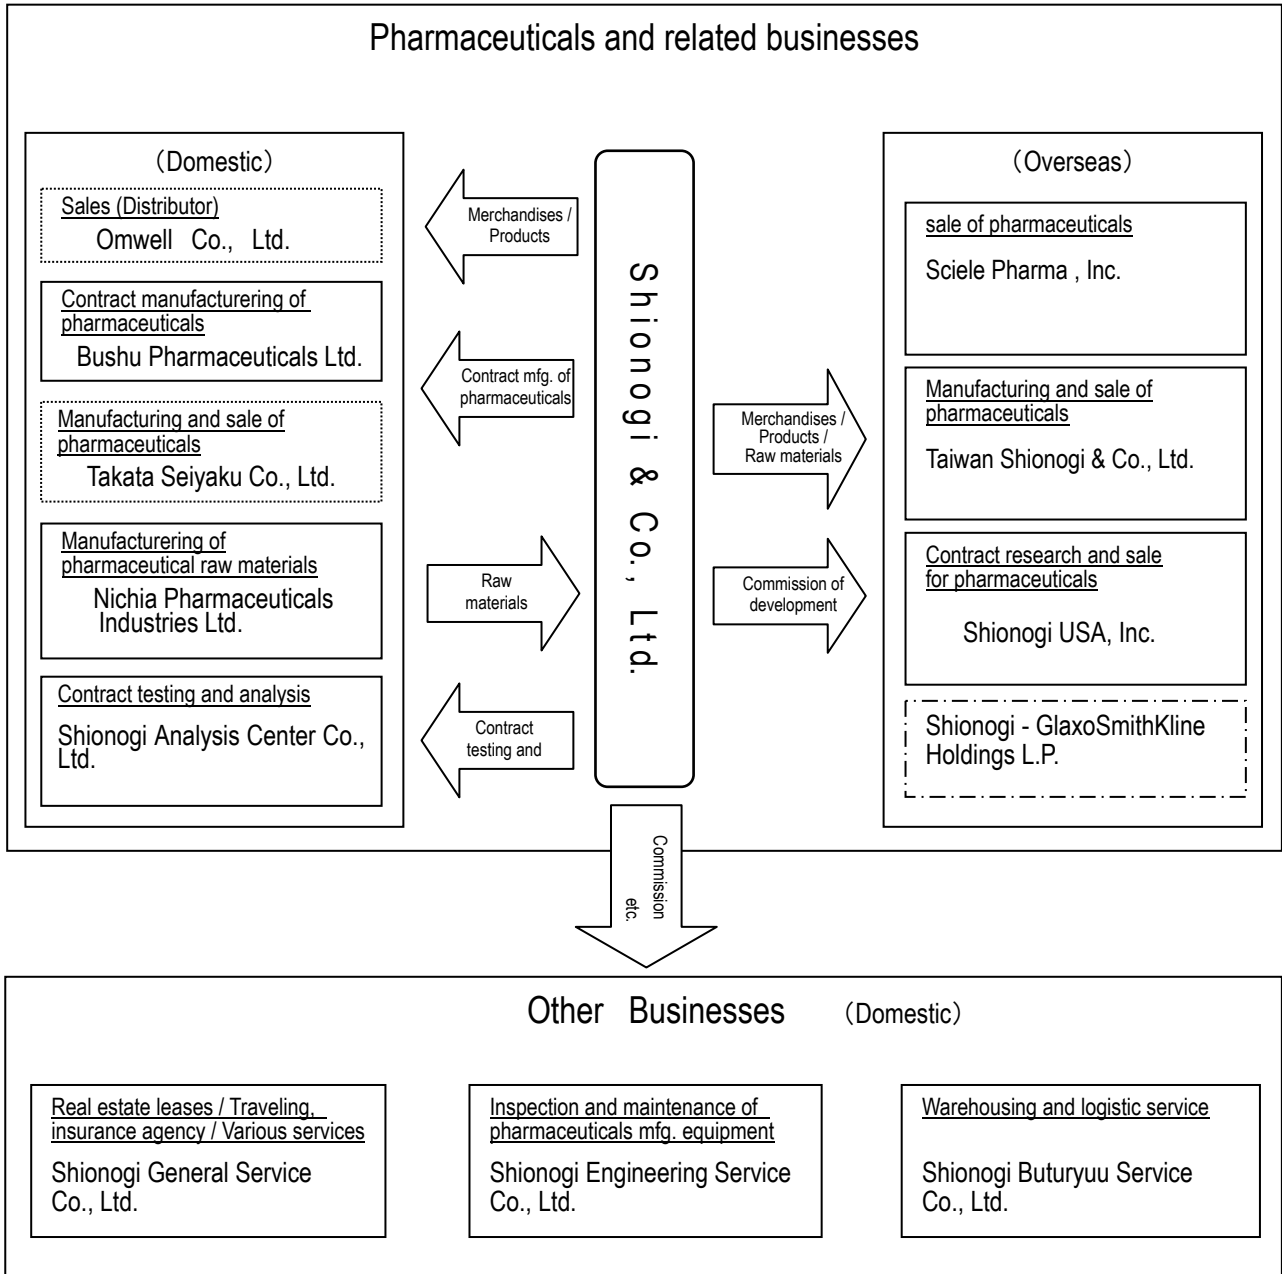 Pharmaceuticals and related businesses
（Domestic）
Sales (Distributor)
Omwell Co., Ltd.
Contract manufacturering of
pharmaceuticals
Bushu Pharmaceuticals Ltd.
Manufacturing and sale of
pharmaceuticals
Takata Seiyaku Co., Ltd.
Manufacturering of
pharmaceutical raw materials
Nichia Pharmaceuticals
Industries Ltd.
Contract testing and analysis
Shionogi Analysis Center Co.,
Ltd.
Merchandises /
Products
Contract mfg. of
pharmaceuticals
Raw
materials
Contract
testing and
Shionogi & Co., Ltd.
Merchandises /
Products /
Raw materials
Commission of
development
（Overseas）
sale of pharmaceuticals
Sciele Pharma , Inc.
Manufacturing and sale of
pharmaceuticals
Taiwan Shionogi & Co., Ltd.
Contract research and sale
for pharmaceuticals
Shionogi USA, Inc.
Shionogi - GlaxoSmithKline
Holdings L.P.
Commission
etc.
Other Businesses （Domestic）
Real estate leases / Traveling,
insurance agency / Various services
Shionogi General Service
Co., Ltd.
Inspection and maintenance of
pharmaceuticals mfg. equipment
Shionogi Engineering Service
Co., Ltd.
Warehousing and logistic service
Shionogi Buturyuu Service
Co., Ltd.